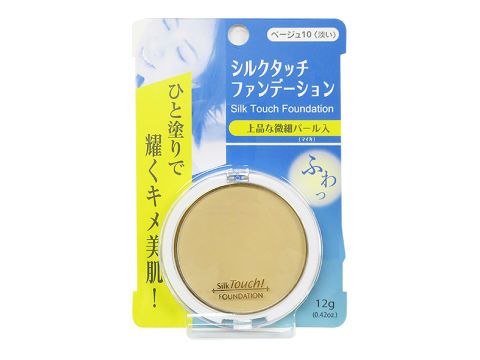 ベージュ10(淡い)
シルクタッチ
ファンデーション
Silk Touch Foundation
上品な微細パール入
(マイカ)
ひと塗りで
耀くキメ美肌!
ふわっ
Silk Touch!
FOUNDATION
12g
(0.42oz.)